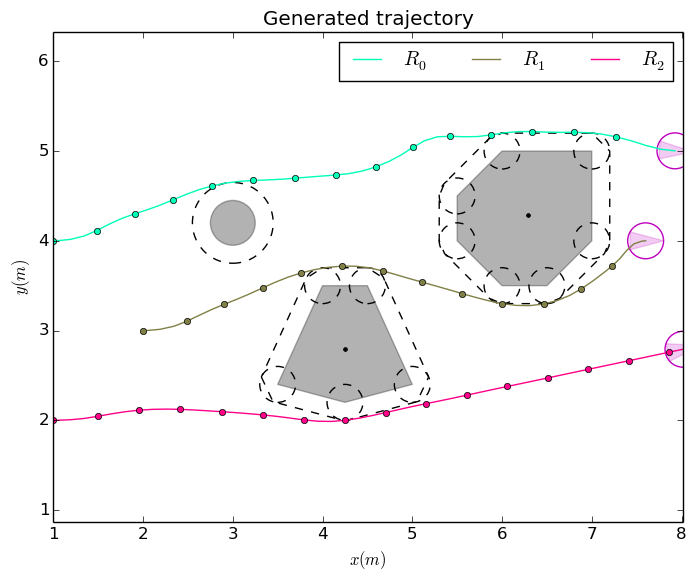 Generated trajectory
R₀ R₁ R₂
6
5
4
3
2
1
y(m)
1 2 3 4 5 6 7 8
x(m)